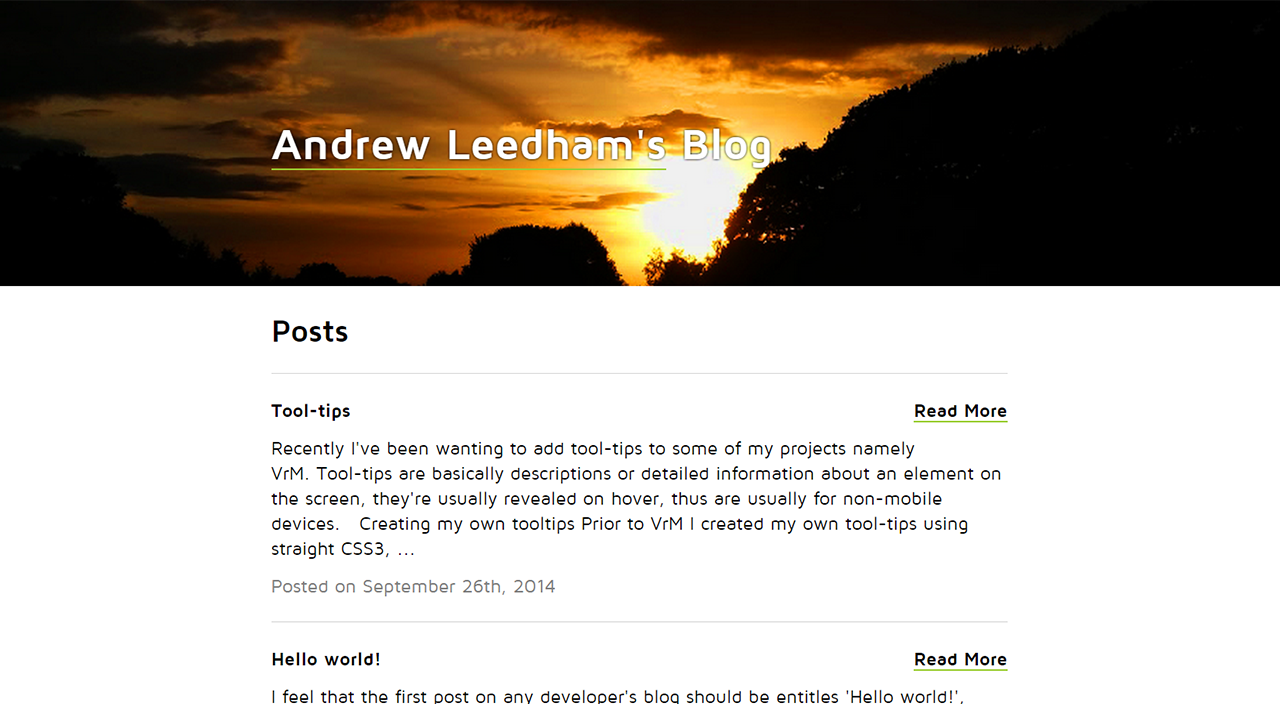 Andrew Leedham's Blog
Posts
Tool-tips
Read More
Recently I've been wanting to add tool-tips to some of my projects namely
VrM. Tool-tips are basically descriptions or detailed information about an element on
the screen, they're usually revealed on hover, thus are usually for non-mobile
devices.   Creating my own tooltips Prior to VrM I created my own tool-tips using
straight CSS3, ...
Posted on September 26th, 2014
Hello world!
Read More
I feel that the first post on any developer's blog should be entitles 'Hello world!',